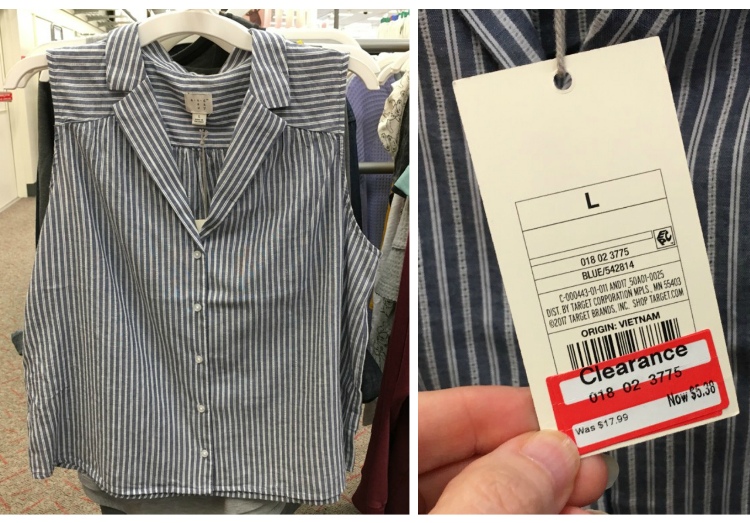 L
018 02 3775
BLUE/542814
C-000443-01-011 AND17 50A01-0025
DIST. BY TARGET CORPORATION MPLS., MN 55403
©2017 TARGET BRANDS, INC. SHOP TARGET.COM
ORIGIN: VIETNAM
Clearance
018 02 3775
Now $5.38
Was $17.99